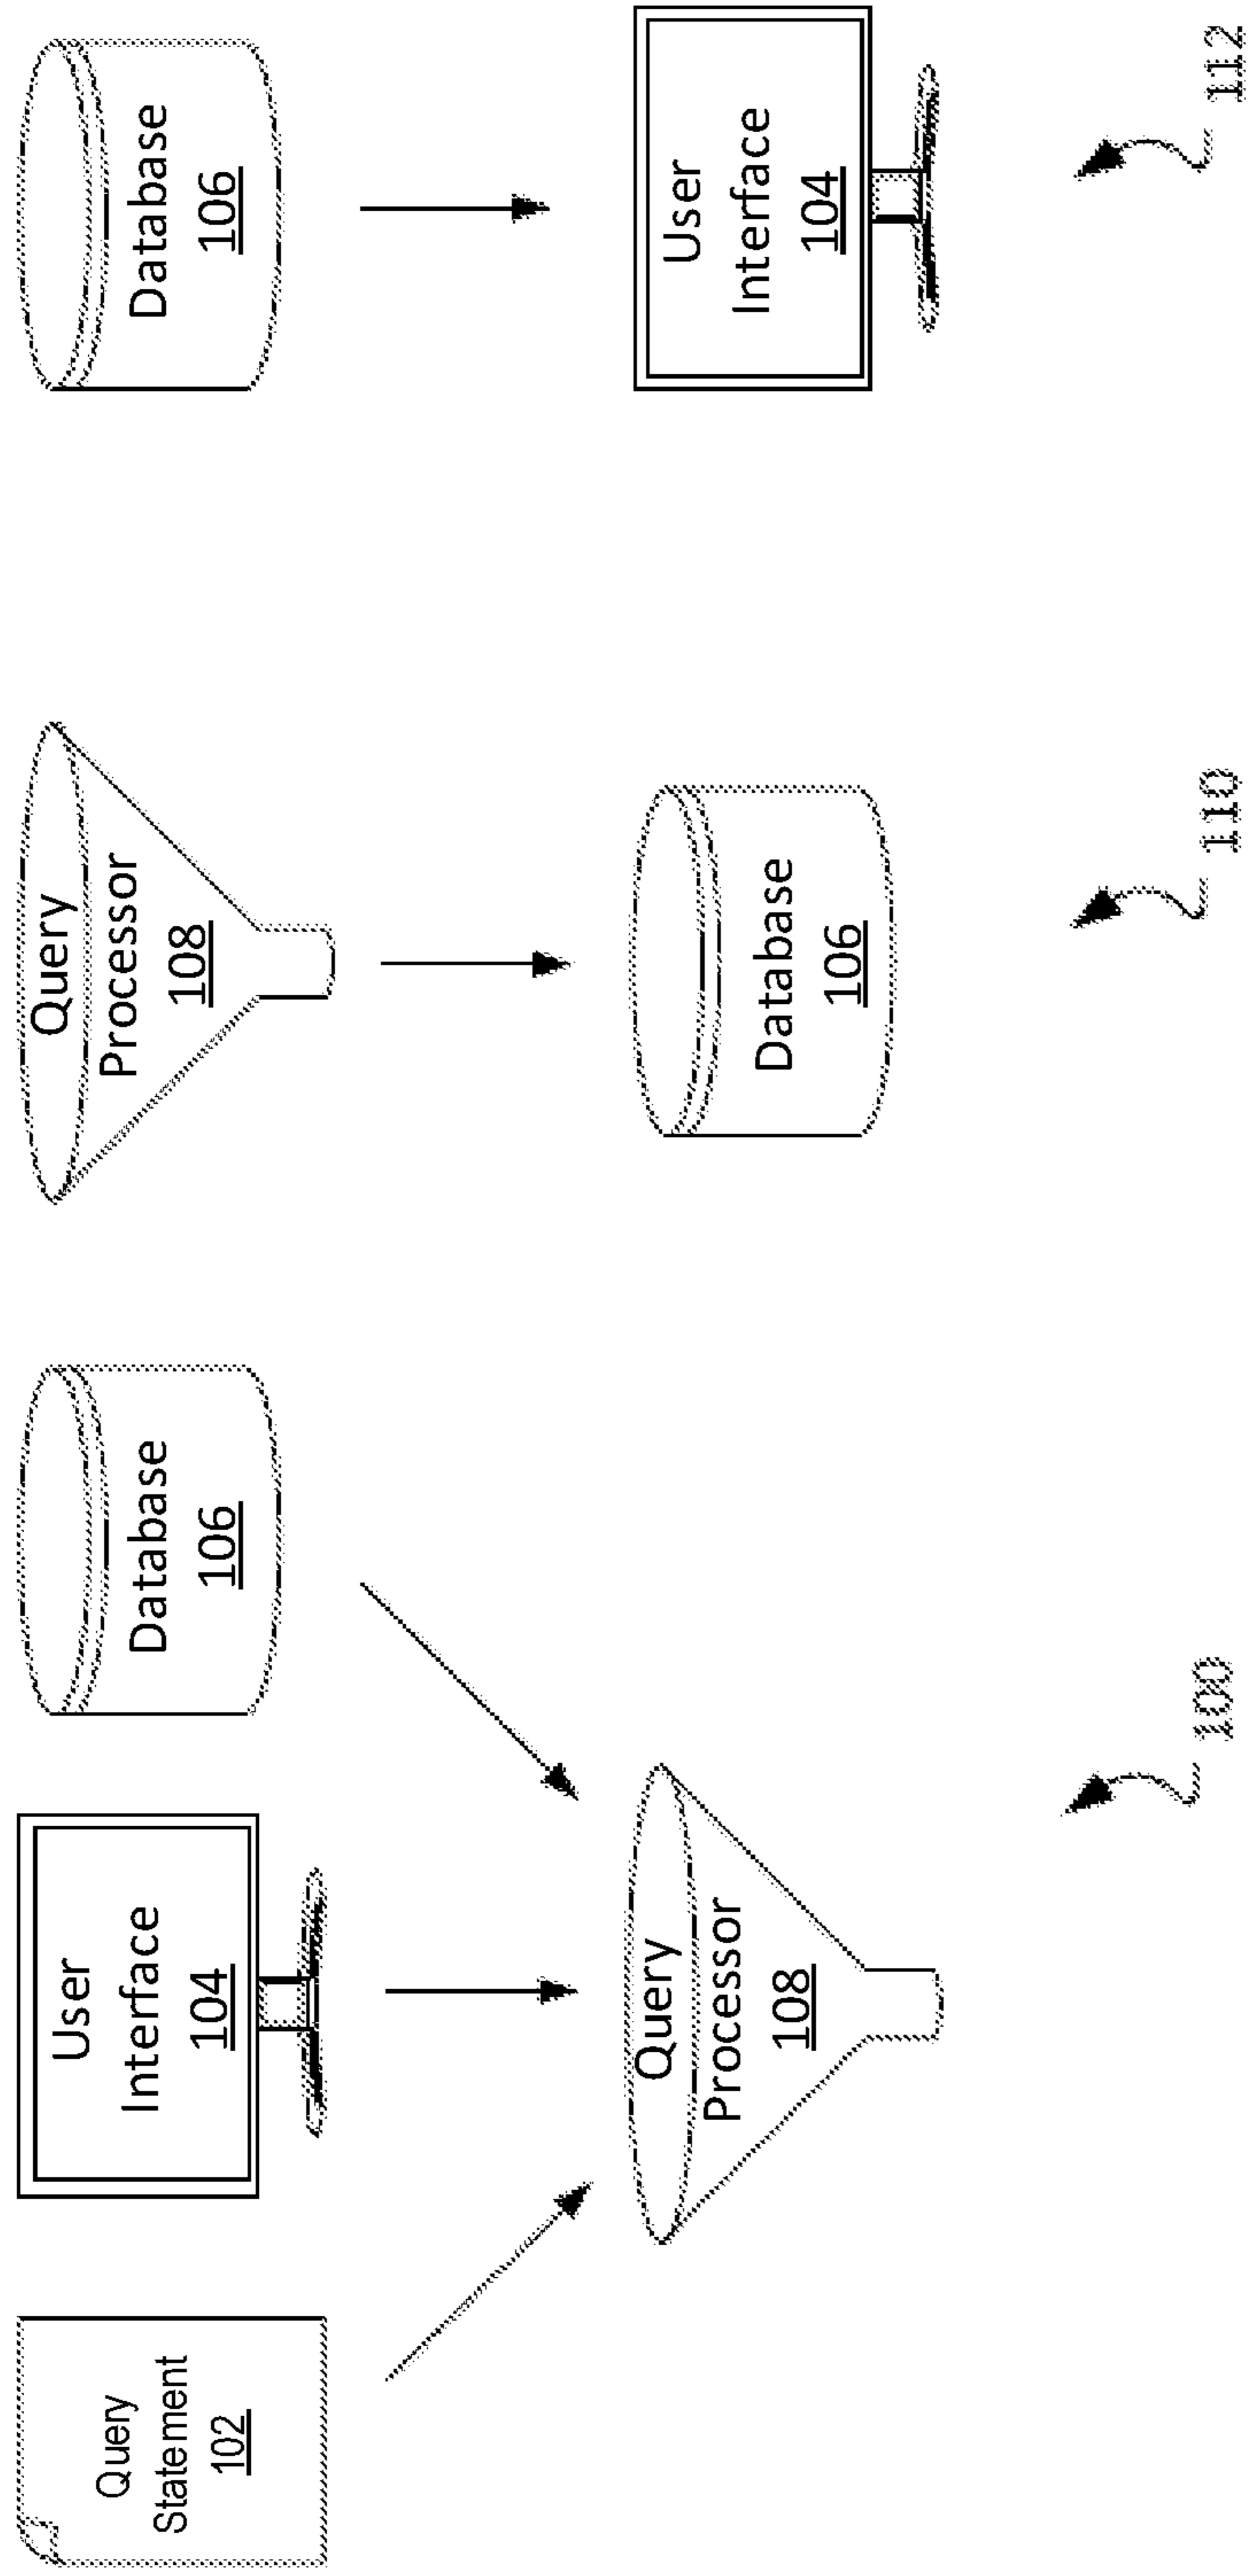 Query
Statement
102
User
Interface
104
Database
106
Query
Processor
108
100
Query
Processor
108
Database
106
110
Database
106
User
Interface
104
112